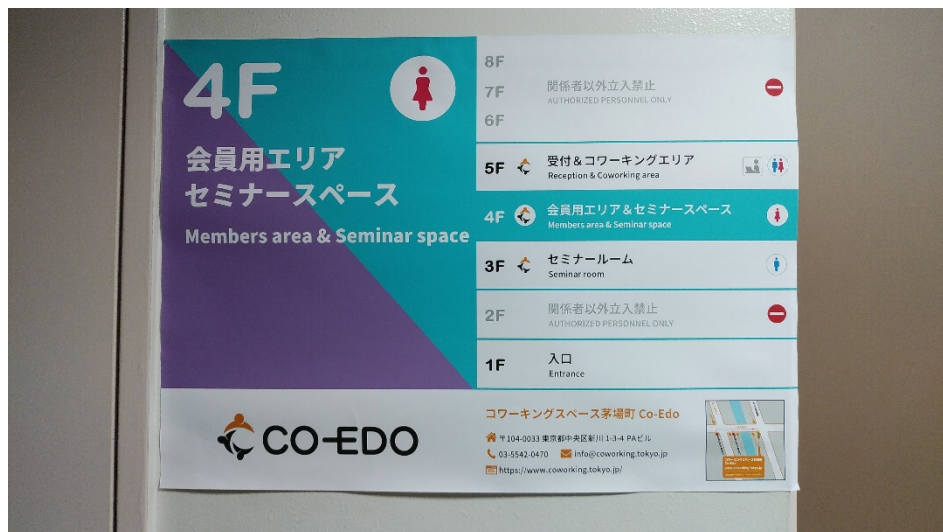 4F
会員用エリア
セミナースペース
Members area & Seminar space
8F
7F
6F
関係者以外立入禁止
AUTHORIZED PERSONNEL ONLY
5F 受付＆コワーキングエリア
Reception & Coworking area
4F 会員用エリア＆セミナースペース
Members area & Seminar space
3F セミナールーム
Seminar room
2F 関係者以外立入禁止
AUTHORIZED PERSONNEL ONLY
1F 入口
Entrance
CO-EDO
コワーキングスペース茅場町 Co-Edo
〒104-0033 東京都中央区新川 1-3-4 PAビル
03-5542-0470 info@coworking.tokyo.jp
https://www.coworking.tokyo.jp/